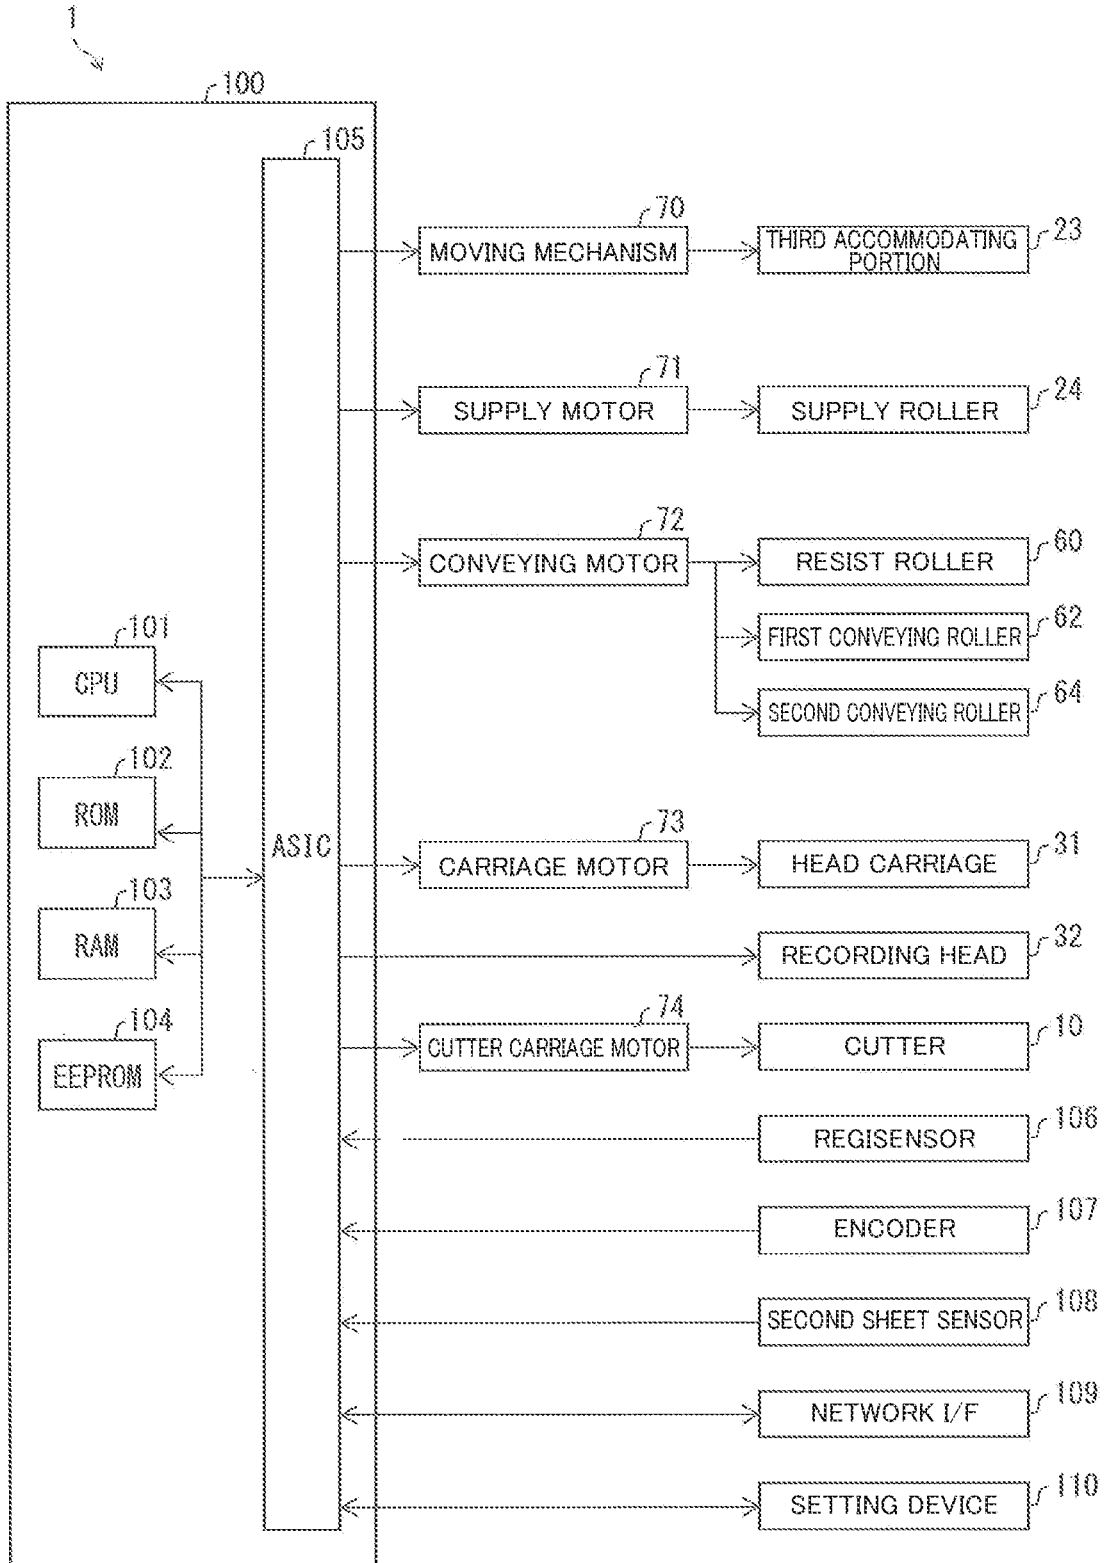 1
100
105
70
MOVING MECHANISM
THIRD ACCOMMODATING
PORTION
23
71
SUPPLY MOTOR
SUPPLY ROLLER
24
72
CONVEYING MOTOR
RESIST ROLLER
60
FIRST CONVEYING ROLLER
62
SECOND CONVEYING ROLLER
64
101
CPU
102
ROM
103
RAM
104
EEPROM
ASIC
73
CARRIAGE MOTOR
HEAD CARRIAGE
31
RECORDING HEAD
32
74
CUTTER CARRIAGE MOTOR
CUTTER
10
REGISENSOR
106
ENCODER
107
SECOND SHEET SENSOR
108
NETWORK I/F
109
SETTING DEVICE
110